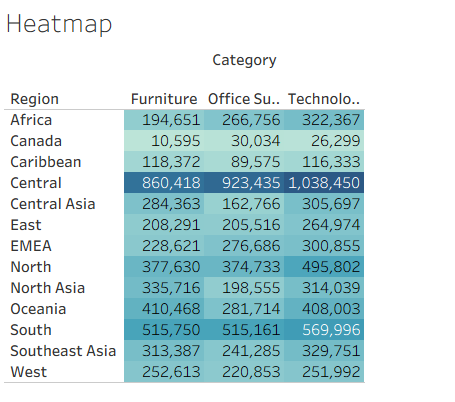 Heatmap
Category
Region Furniture Office Su.. Technolo..
Africa 194,651 266,756 322,367
Canada 10,595 30,034 26,299
Caribbean 118,372 89,575 116,333
Central 860,418 923,435 1,038,450
Central Asia 284,363 162,766 305,697
East 208,291 205,516 264,974
EMEA 228,621 276,686 300,855
North 377,630 374,733 495,802
North Asia 335,716 198,555 314,039
Oceania 410,468 281,714 408,003
South 515,750 515,161 569,996
Southeast Asia 313,387 241,285 329,751
West 252,613 220,853 251,992